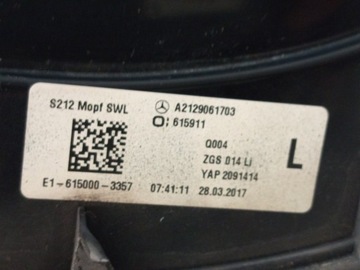 S212 Mopf SWL
A2129061703
O: 615911
Q004
ZGS 014 LI
YAP 2091414
L
E1-615000-3357
07:41:11 28.03.2017